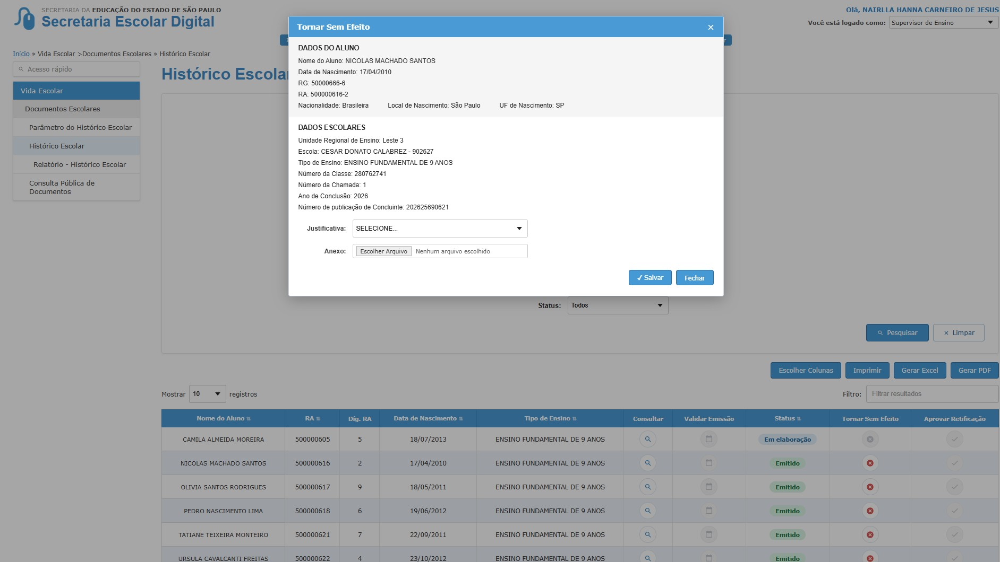 SECRETARIA DA EDUCAÇÃO DO ESTADO DE SÃO PAULO
Secretaria Escolar Digital
Olá, NAIRLLA HANNA CARNEIRO DE JESUS
Você está logado como: Supervisor de Ensino
Início » Vida Escolar >Documentos Escolares » Histórico Escolar
Acesso rápido
Vida Escolar
Documentos Escolares
Parâmetro do Histórico Escolar
Histórico Escolar
Relatório - Histórico Escolar
Consulta Pública de
Documentos
Histórico Escolar
Tornar Sem Efeito ×
DADOS DO ALUNO
Nome do Aluno: NICOLAS MACHADO SANTOS
Data de Nascimento: 17/04/2010
RG: 50000666-6
RA: 500000616-2
Nacionalidade: Brasileira Local de Nascimento: São Paulo UF de Nascimento: SP
DADOS ESCOLARES
Unidade Regional de Ensino: Leste 3
Escola: CESAR DONATO CALABREZ - 902627
Tipo de Ensino: ENSINO FUNDAMENTAL DE 9 ANOS
Número da Classe: 280762741
Número da Chamada: 1
Ano de Conclusão: 2026
Número de publicação de Concluinte: 202625690621
Justificativa: SELECIONE...
Anexo: Escolher Arquivo Nenhum arquivo escolhido
✓ Salvar Fechar
Status: Todos
Pesquisar × Limpar
Escolher Colunas Imprimir Gerar Excel Gerar PDF
Mostrar 10 registros Filtro: Filtrar resultados
Nome do Aluno RA Díg. RA Data de Nascimento Tipo de Ensino Consultar Validar Emissão Status Tornar Sem Efeito Aprovar Retificação
CAMILA ALMEIDA MOREIRA 500000605 5 18/07/2013 ENSINO FUNDAMENTAL DE 9 ANOS Em elaboração
NICOLAS MACHADO SANTOS 500000616 2 17/04/2010 ENSINO FUNDAMENTAL DE 9 ANOS Emitido
OLIVIA SANTOS RODRIGUES 500000617 9 18/05/2011 ENSINO FUNDAMENTAL DE 9 ANOS Emitido
PEDRO NASCIMENTO LIMA 500000618 6 19/06/2012 ENSINO FUNDAMENTAL DE 9 ANOS Emitido
TATIANE TEIXEIRA MONTEIRO 500000621 7 22/09/2011 ENSINO FUNDAMENTAL DE 9 ANOS Emitido
URSULA CAVALCANTI FREITAS 500000622 4 23/10/2012 ENSINO FUNDAMENTAL DE 9 ANOS Emitido